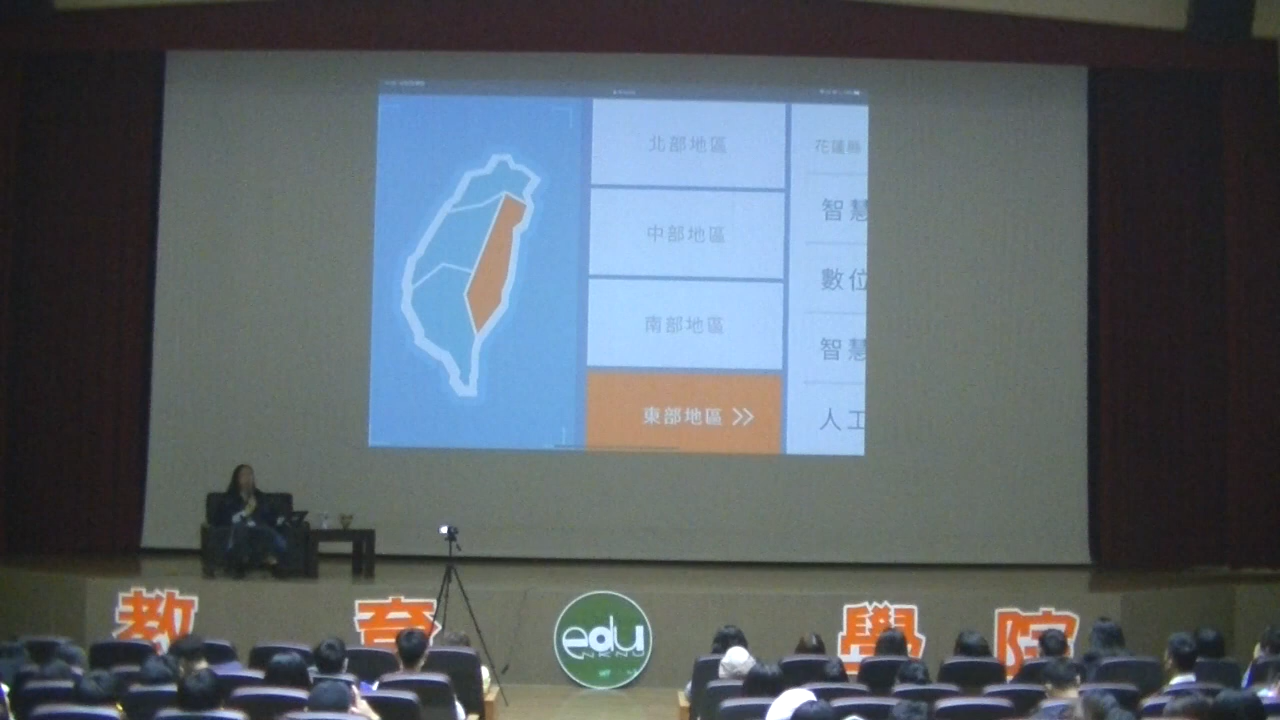 北部地區
中部地區
南部地區
東部地區 >>
花蓮縣
智慧
數位
智慧
人工
教育 edu 學院